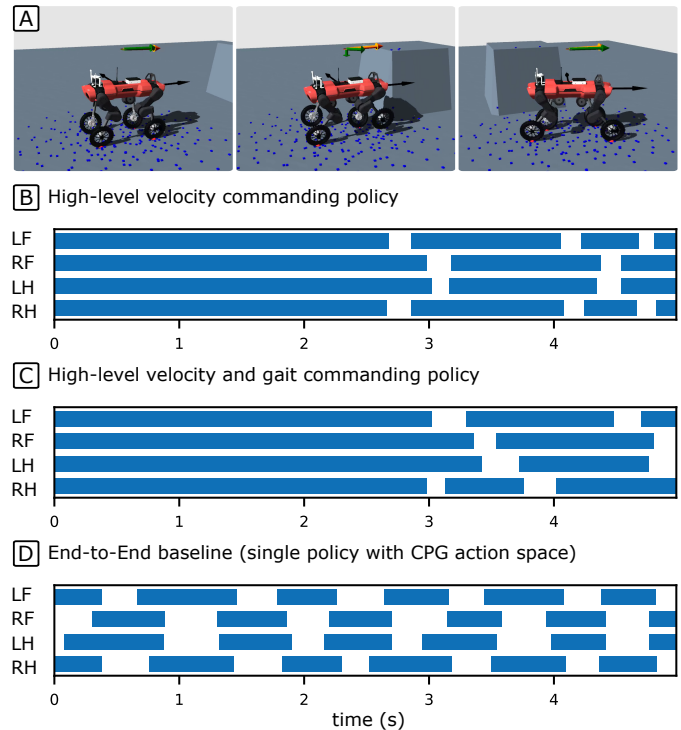 A
B High-level velocity commanding policy
LF
RF
LH
RH
0 1 2 3 4
C High-level velocity and gait commanding policy
LF
RF
LH
RH
0 1 2 3 4
D End-to-End baseline (single policy with CPG action space)
LF
RF
LH
RH
0 1 2 3 4
time (s)